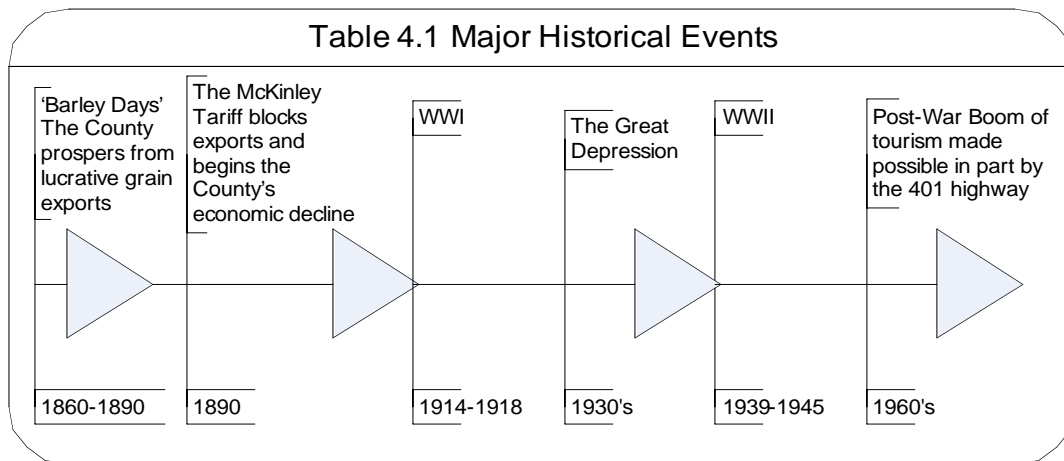 Table 4.1 Major Historical Events
‘Barley Days’
The County
prospers from
lucrative grain
exports
The McKinley
Tariff blocks
exports and
begins the
County’s
economic decline
WWI
The Great
Depression
WWII
Post-War Boom of
tourism made
possible in part by
the 401 highway
1860-1890
1890
1914-1918
1930's
1939-1945
1960's